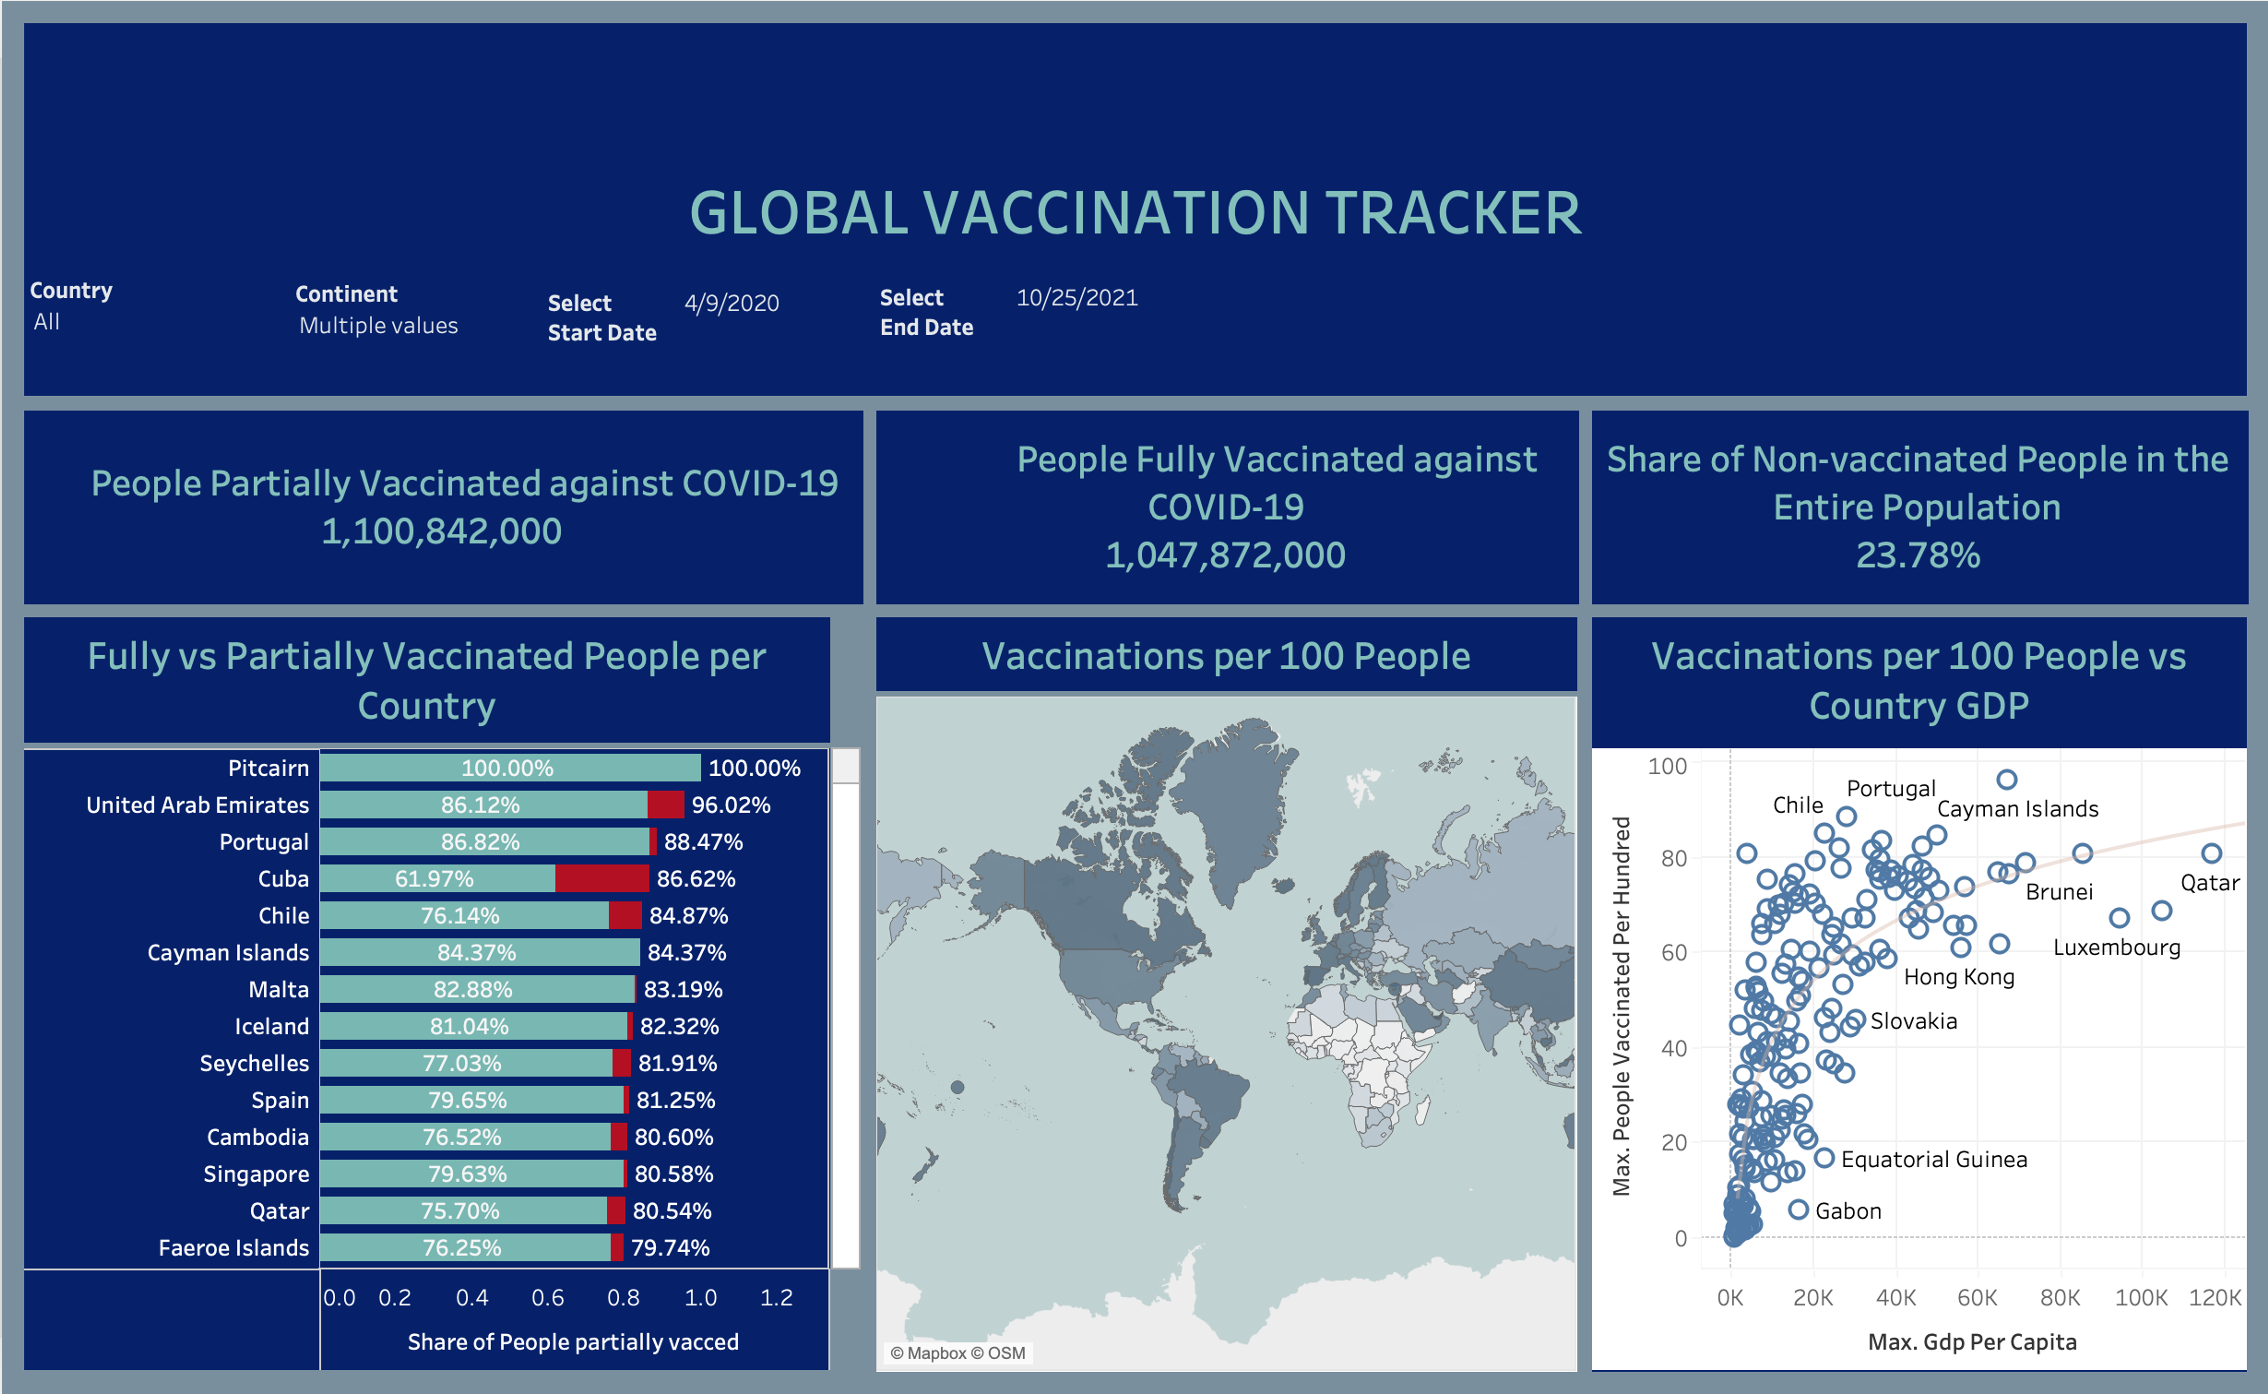 GLOBAL VACCINATION TRACKER
Country
All
Continent
Multiple values
Select
Start Date
4/9/2020
Select
End Date
10/25/2021
People Partially Vaccinated against COVID-19
1,100,842,000
People Fully Vaccinated against
COVID-19
1,047,872,000
Share of Non-vaccinated People in the
Entire Population
23.78%
Fully vs Partially Vaccinated People per
Country
Pitcairn 100.00% 100.00%
United Arab Emirates 86.12% 96.02%
Portugal 86.82% 88.47%
Cuba 61.97% 86.62%
Chile 76.14% 84.87%
Cayman Islands 84.37% 84.37%
Malta 82.88% 83.19%
Iceland 81.04% 82.32%
Seychelles 77.03% 81.91%
Spain 79.65% 81.25%
Cambodia 76.52% 80.60%
Singapore 79.63% 80.58%
Qatar 75.70% 80.54%
Faeroe Islands 76.25% 79.74%
0.0 0.2 0.4 0.6 0.8 1.0 1.2
Share of People partially vacced
Vaccinations per 100 People
© Mapbox © OSM
Vaccinations per 100 People vs
Country GDP
Max. People Vaccinated Per Hundred
100
80
60
40
20
0
Portugal
Chile
Cayman Islands
Qatar
Brunei
Luxembourg
Hong Kong
Slovakia
Equatorial Guinea
Gabon
0K 20K 40K 60K 80K 100K 120K
Max. Gdp Per Capita